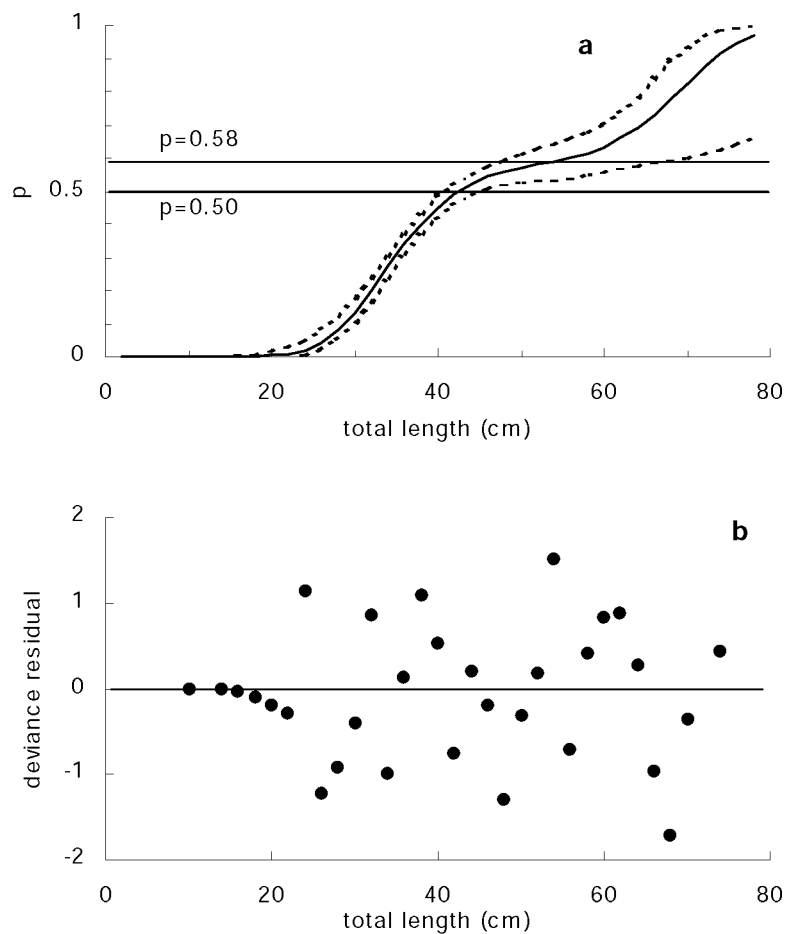 1
a
p=0.58
p
0.5
p=0.50
0
0 20 40 60 80
total length (cm)
2
b
1
deviance residual
0
-1
-2
0 20 40 60 80
total length (cm)